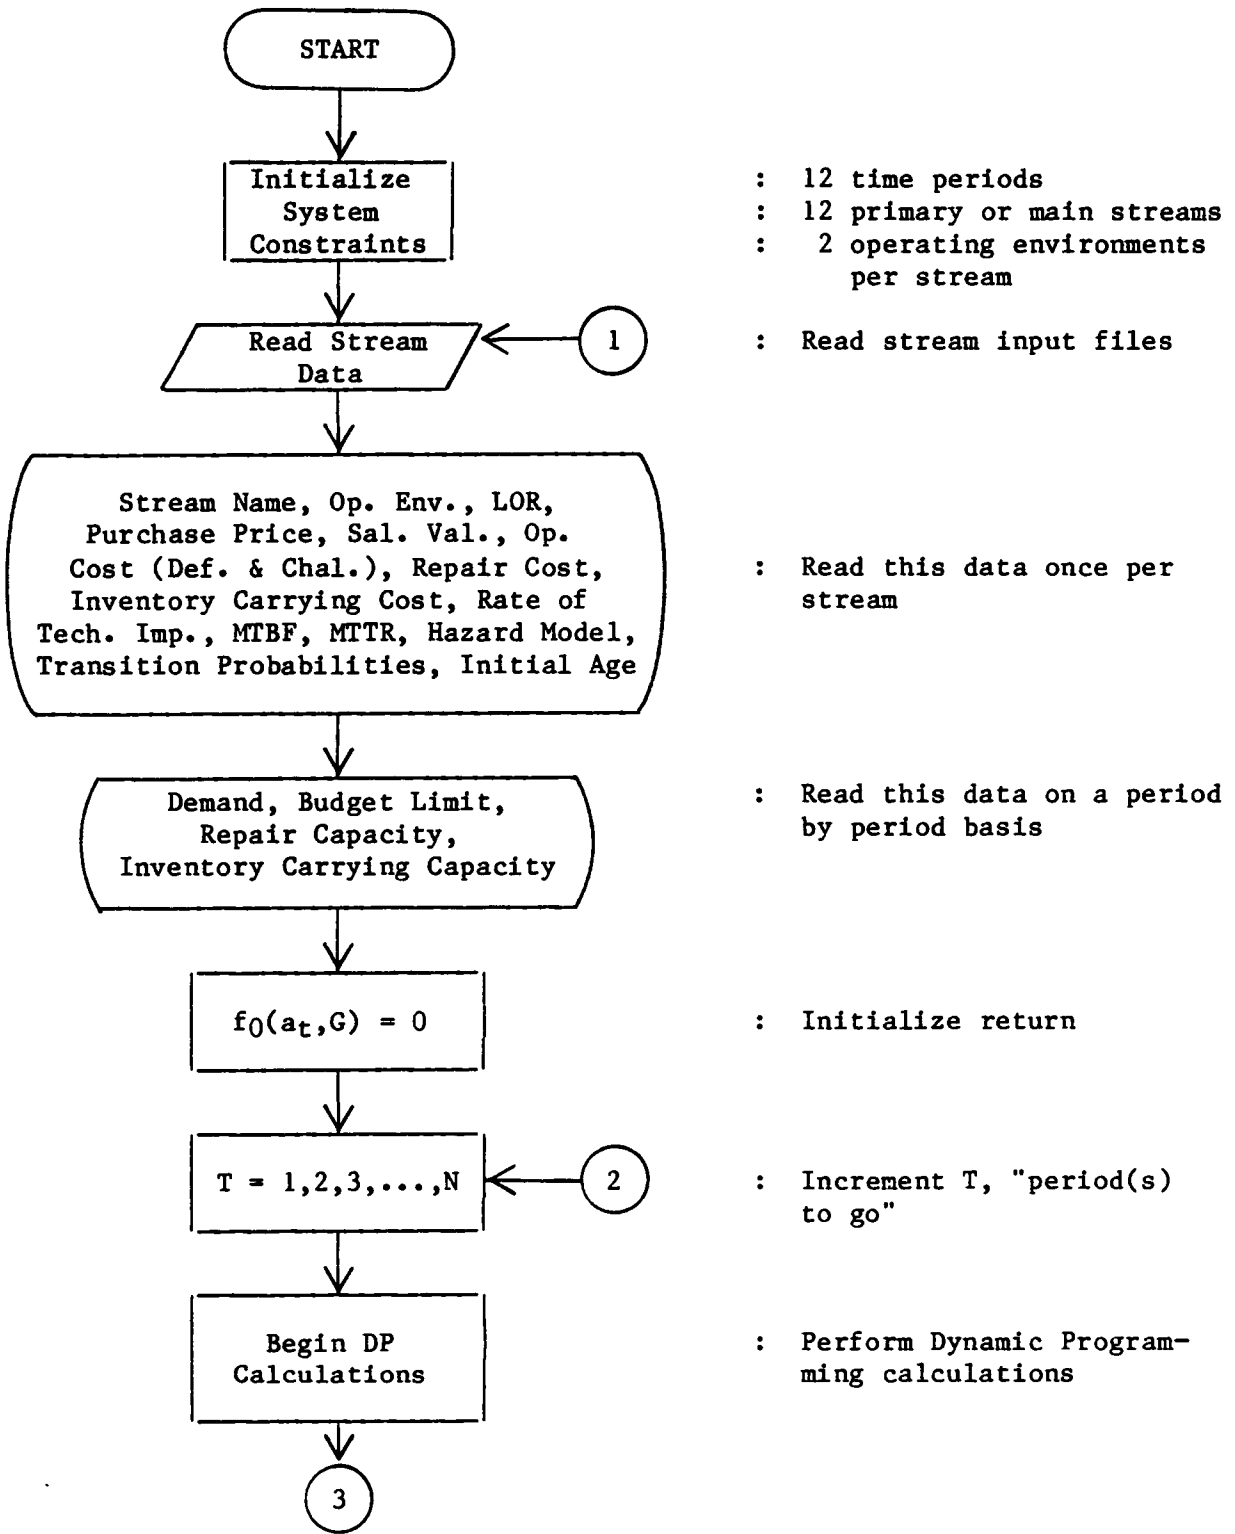 START
Initialize
System
Constraints
: 12 time periods
: 12 primary or main streams
: 2 operating environments
per stream
Read Stream
Data
1
: Read stream input files
Stream Name, Op. Env., LOR,
Purchase Price, Sal. Val., Op.
Cost (Def. & Chal.), Repair Cost,
Inventory Carrying Cost, Rate of
Tech. Imp., MTBF, MTTR, Hazard Model,
Transition Probabilities, Initial Age
: Read this data once per
stream
Demand, Budget Limit,
Repair Capacity,
Inventory Carrying Capacity
: Read this data on a period
by period basis
f0(at,G) = 0
: Initialize return
T = 1,2,3,...,N
2
: Increment T, "period(s)
to go"
Begin DP
Calculations
: Perform Dynamic Program-
ming calculations
3